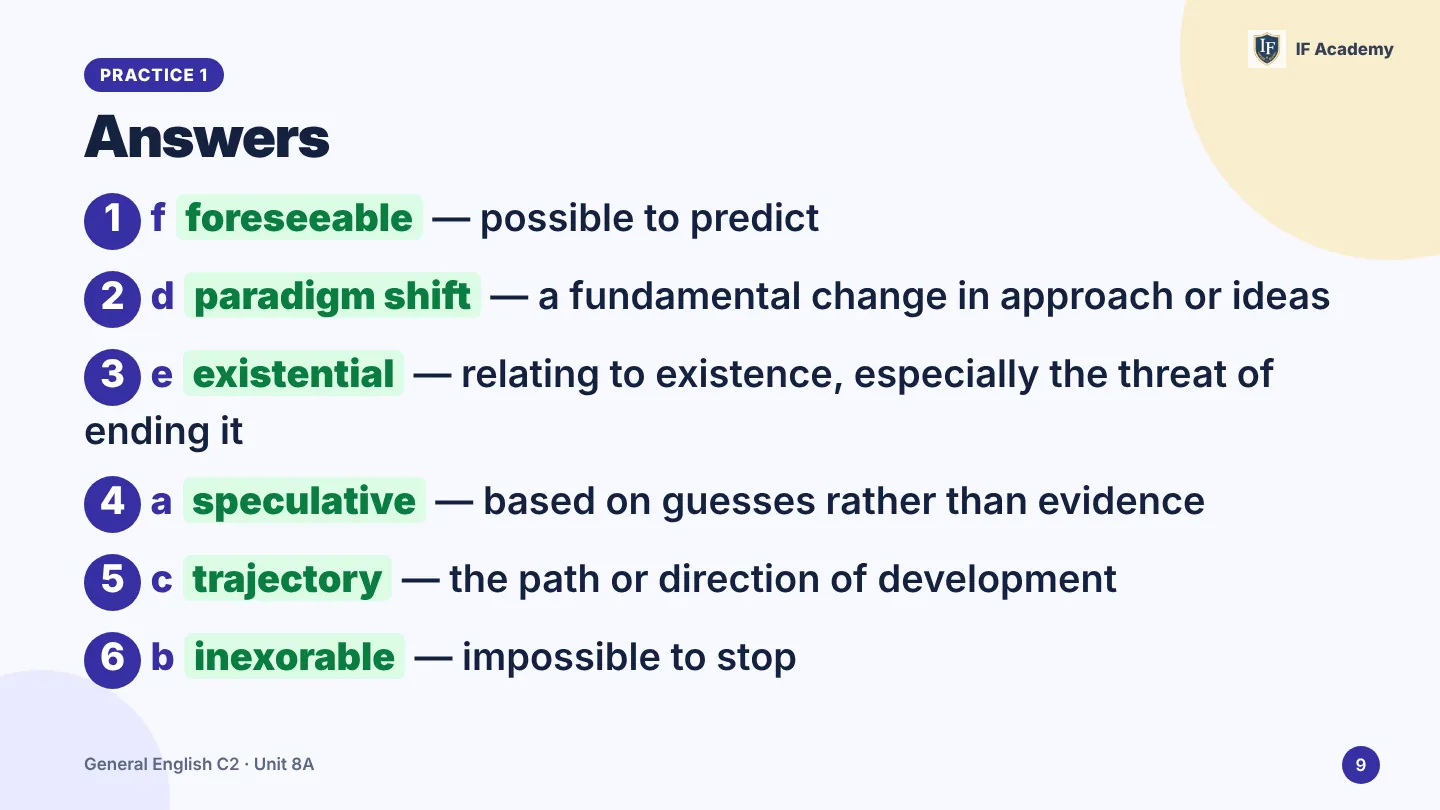 IF
IF Academy
PRACTICE 1
Answers
1 f foreseeable — possible to predict
2 d paradigm shift — a fundamental change in approach or ideas
3 e existential — relating to existence, especially the threat of
ending it
4 a speculative — based on guesses rather than evidence
5 c trajectory — the path or direction of development
6 b inexorable — impossible to stop
General English C2 · Unit 8A
9